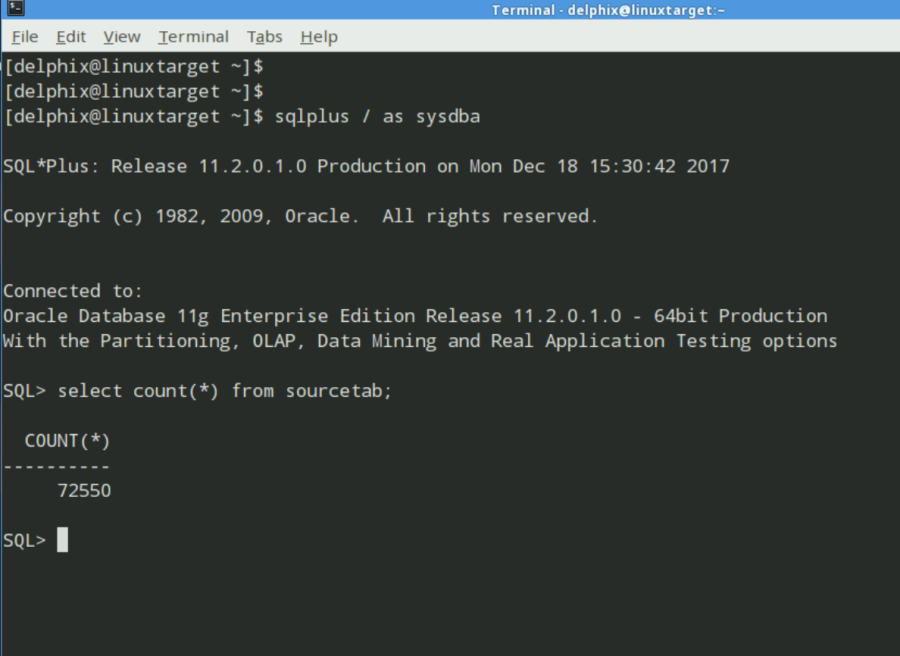 Terminal - delphix@linuxtarget:~
File Edit View Terminal Tabs Help
[delphix@linuxtarget ~]$
[delphix@linuxtarget ~]$
[delphix@linuxtarget ~]$ sqlplus / as sysdba
SQL*Plus: Release 11.2.0.1.0 Production on Mon Dec 18 15:30:42 2017
Copyright (c) 1982, 2009, Oracle.  All rights reserved.
Connected to:
Oracle Database 11g Enterprise Edition Release 11.2.0.1.0 - 64bit Production
With the Partitioning, OLAP, Data Mining and Real Application Testing options
SQL> select count(*) from sourcetab;
COUNT(*)
----------
72550
SQL>